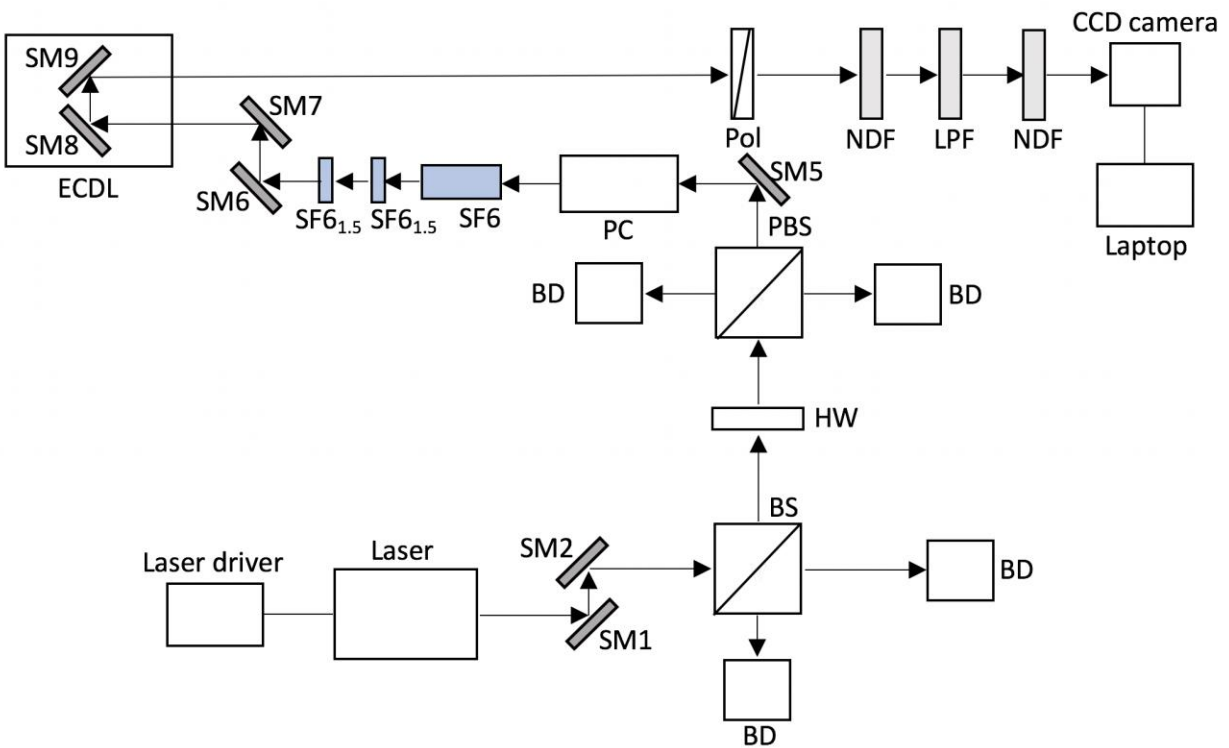 CCD camera
SM9
SM7
SM8
Pol
NDF
LPF
NDF
ECDL
SM6
SM5
SF6₁.₅
SF6₁.₅
SF6
PC
PBS
Laptop
BD
BD
HW
BS
Laser driver
Laser
SM2
BD
SM1
BD